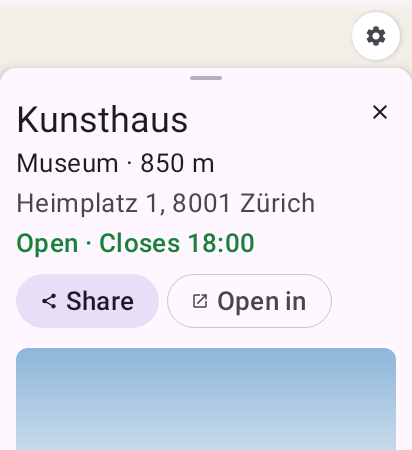 Kunsthaus
Museum · 850 m
Heimplatz 1, 8001 Zürich
Open · Closes 18:00
Share
Open in